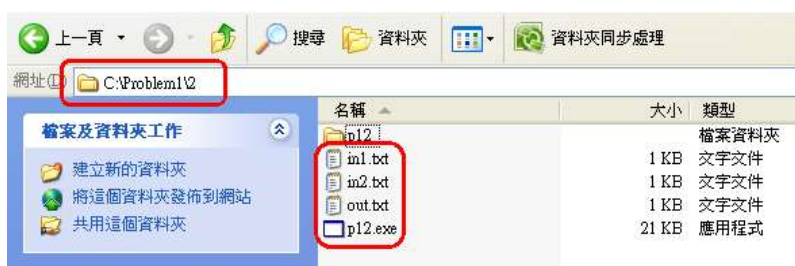 上一頁 搜尋 資料夾 資料夾同步處理
網址(D) C:\Problem1\2
名稱 大小 類型
檔案及資料夾工作
建立新的資料夾
將這個資料夾發佈到網站
共用這個資料夾
p12 檔案資料夾
in1.txt 1 KB 文字文件
in2.txt 1 KB 文字文件
out.txt 1 KB 文字文件
p12.exe 21 KB 應用程式